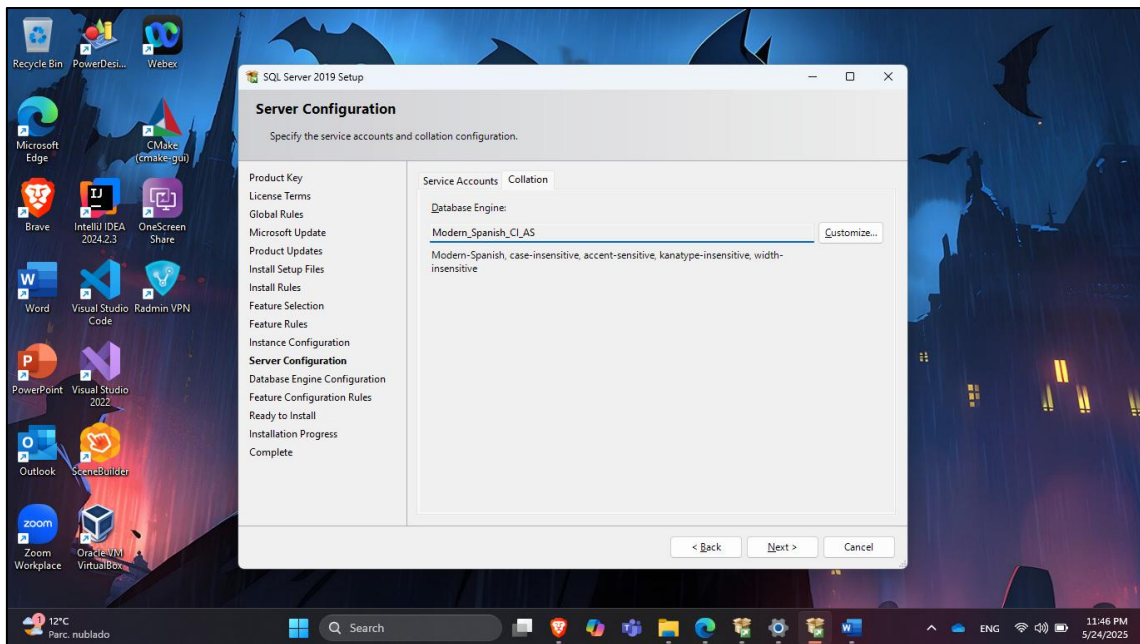 Recycle Bin
PowerDesi...
Webex
Microsoft
Edge
CMake
(cmake-gui)
Brave
IntelliJ IDEA
2024.2.3
OneScreen
Share
Word
Visual Studio
Code
Radmin VPN
PowerPoint
Visual Studio
2022
Outlook
SceneBuilder
zoom
Zoom
Workplace
Oracle VM
VirtualBox
SQL Server 2019 Setup
Server Configuration
Specify the service accounts and collation configuration.
Product Key
License Terms
Global Rules
Microsoft Update
Product Updates
Install Setup Files
Install Rules
Feature Selection
Feature Rules
Instance Configuration
Server Configuration
Database Engine Configuration
Feature Configuration Rules
Ready to Install
Installation Progress
Complete
Service Accounts
Collation
Database Engine:
Modern_Spanish_CI_AS
Customize...
Modern-Spanish, case-insensitive, accent-sensitive, kanatype-insensitive, width-
insensitive
< Back
Next >
Cancel
1
12°C
Parc. nublado
Search
ENG
11:46 PM
5/24/2025